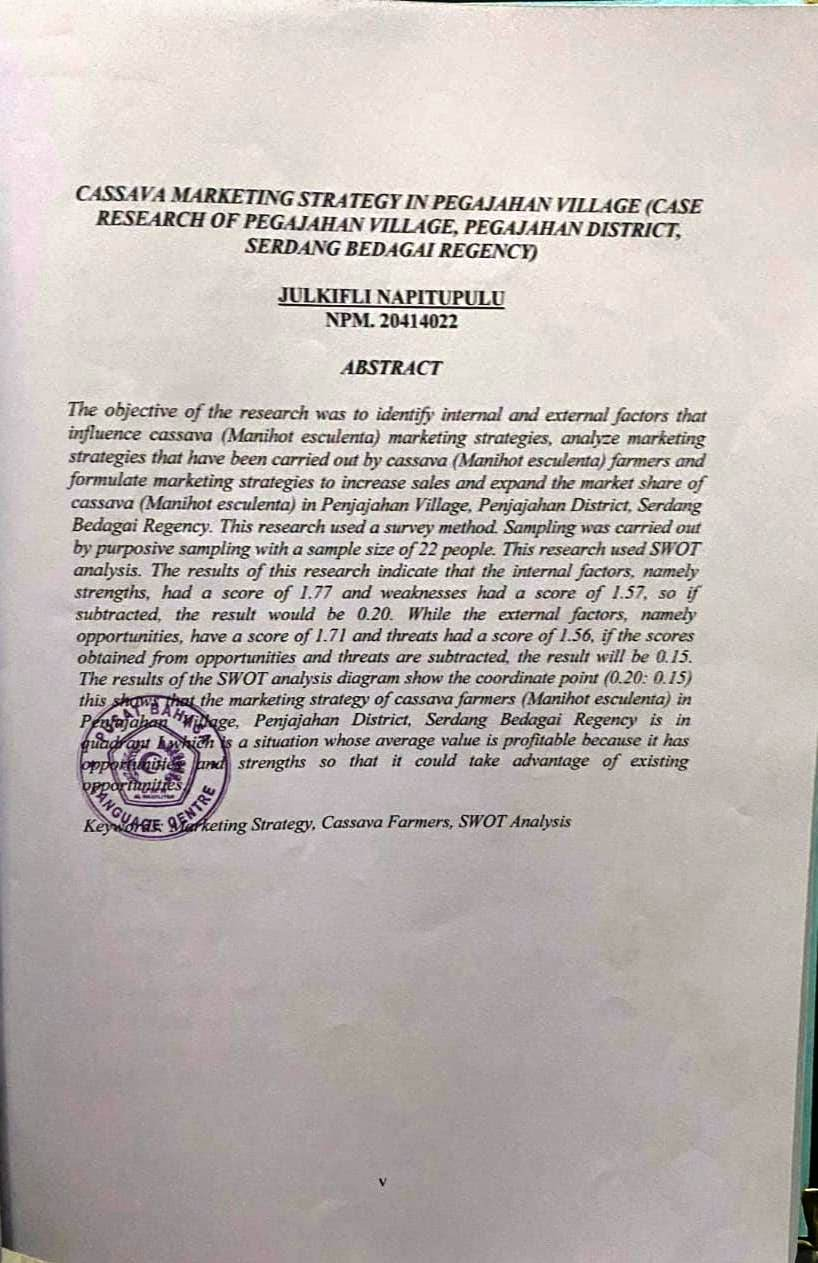 CASSAVA MARKETING STRATEGY IN PEGAJAHAN VILLAGE (CASE
RESEARCH OF PEGAJAHAN VILLAGE, PEGAJAHAN DISTRICT,
SERDANG BEDAGAI REGENCY)
JULKIFLI NAPITUPULU
NPM. 20414022
ABSTRACT
The objective of the research was to identify internal and external factors that
influence cassava (Manihot esculenta) marketing strategies, analyze marketing
strategies that have been carried out by cassava (Manihot esculenta) farmers and
formulate marketing strategies to increase sales and expand the market share of
cassava (Manihot esculenta) in Penjajahan Village, Penjajahan District, Serdang
Bedagai Regency. This research used a survey method. Sampling was carried out
by purposive sampling with a sample size of 22 people. This research used SWOT
analysis. The results of this research indicate that the internal factors, namely
strengths, had a score of 1.77 and weaknesses had a score of 1.57, so if
subtracted, the result would be 0.20. While the external factors, namely
opportunities, have a score of 1.71 and threats had a score of 1.56, if the scores
obtained from opportunities and threats are subtracted, the result will be 0.15.
The results of the SWOT analysis diagram show the coordinate point (0.20: 0.15)
this shows that the marketing strategy of cassava farmers (Manihot esculenta) in
Penjajahan Village, Penjajahan District, Serdang Bedagai Regency is in
quadrant I which is a situation whose average value is profitable because it has
opportunities and strengths so that it could take advantage of existing
opportunities.
Keywords: Marketing Strategy, Cassava Farmers, SWOT Analysis
PUSAT BAHASA
LANGUAGE CENTRE
v